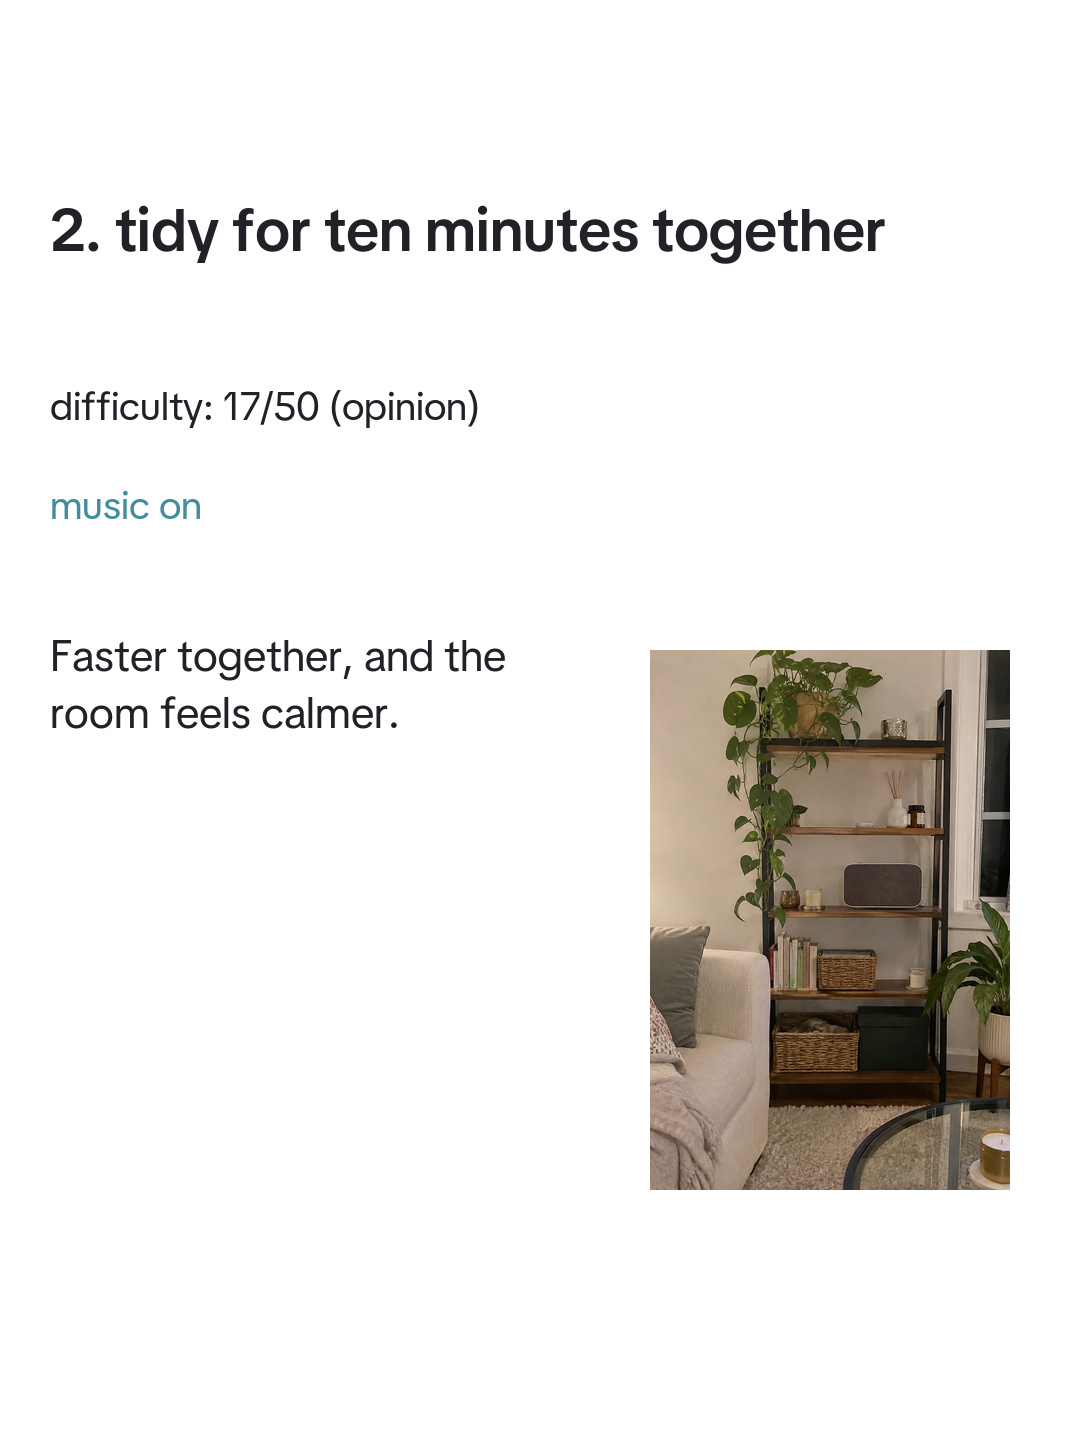 2. tidy for ten minutes together
difficulty: 17/50 (opinion)
music on
Faster together, and the
room feels calmer.